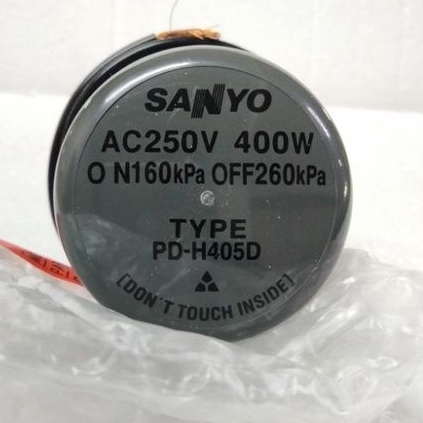 SANYO
AC250V 400W
O N160kPa OFF260kPa
TYPE
PD-H405D
[DON'T TOUCH INSIDE]